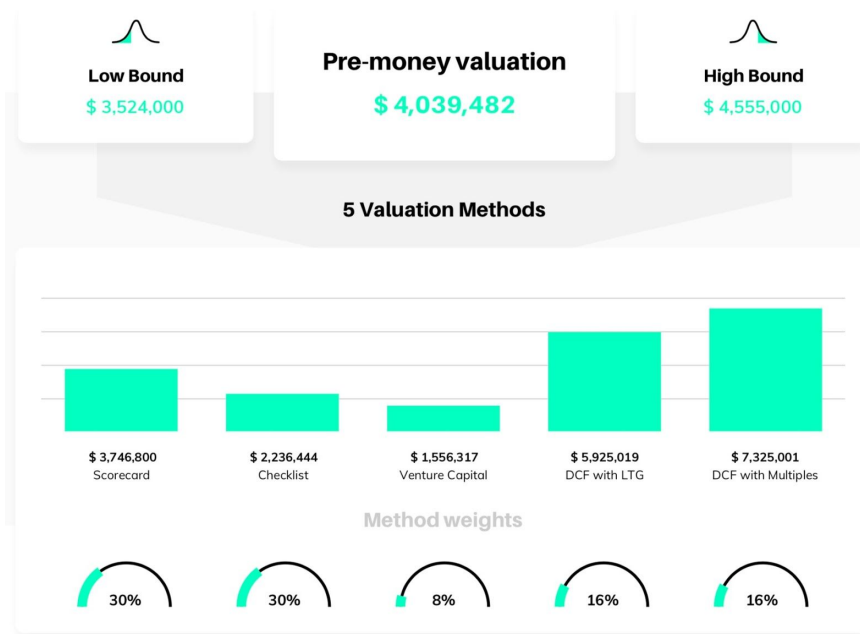 Low Bound
$ 3,524,000
Pre-money valuation
$ 4,039,482
High Bound
$ 4,555,000
5 Valuation Methods
$ 3,746,800
Scorecard
$ 2,236,444
Checklist
$ 1,556,317
Venture Capital
$ 5,925,019
DCF with LTG
$ 7,325,001
DCF with Multiples
Method weights
30%
30%
8%
16%
16%